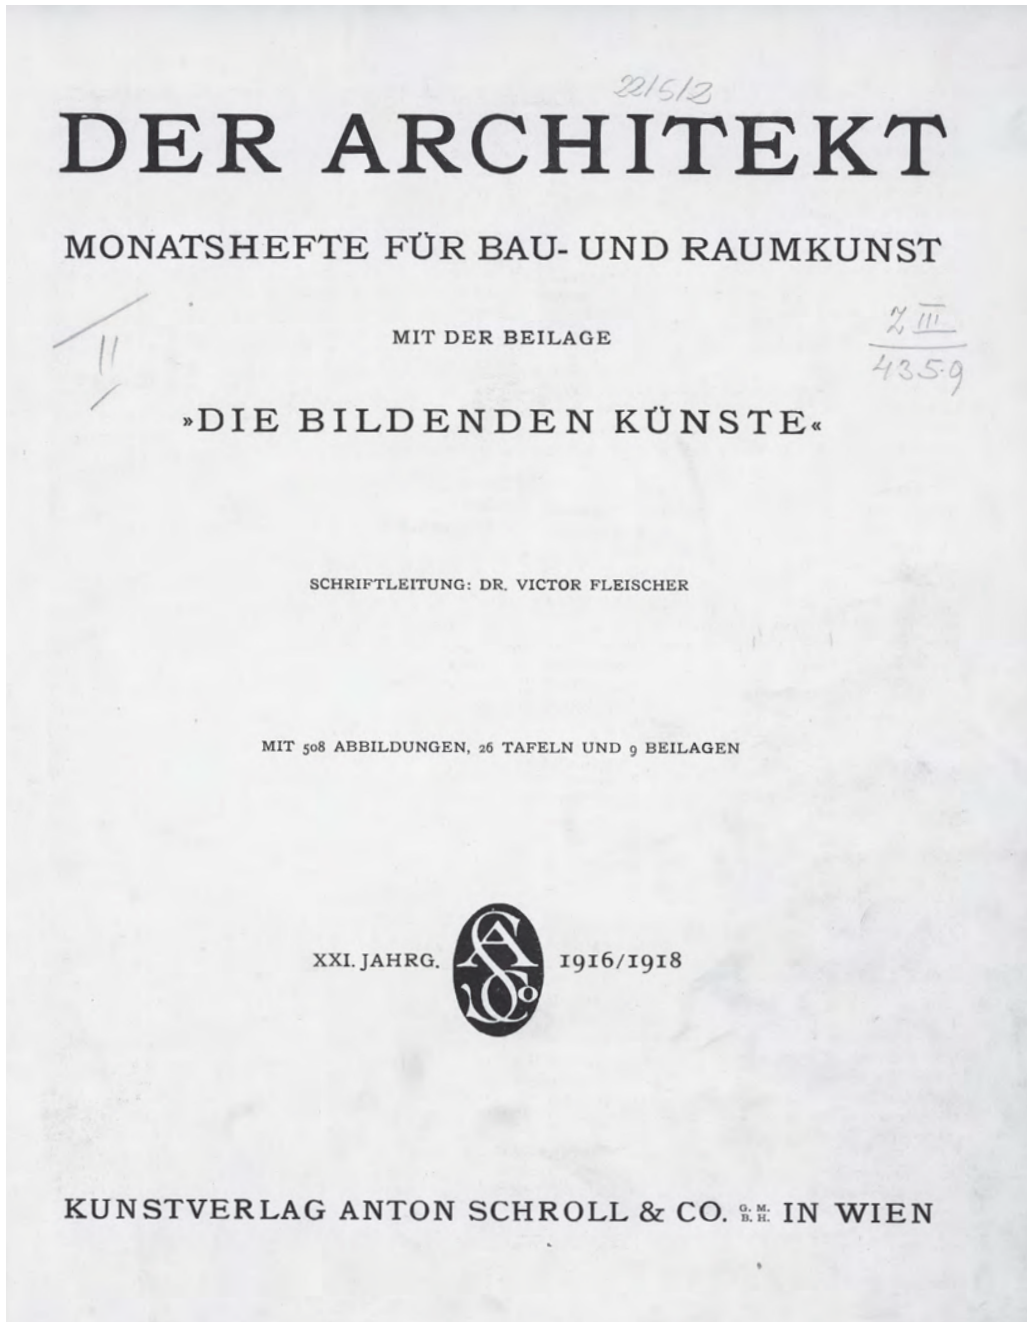 22/5/2
DER ARCHITEKT
MONATSHEFTE FÜR BAU- UND RAUMKUNST
MIT DER BEILAGE
»DIE BILDENDEN KÜNSTE«
II
Z III
4359
SCHRIFTLEITUNG: DR. VICTOR FLEISCHER
MIT 508 ABBILDUNGEN, 26 TAFELN UND 9 BEILAGEN
XXI. JAHRG. 1916/1918
KUNSTVERLAG ANTON SCHROLL & CO. G. M. B. H. IN WIEN